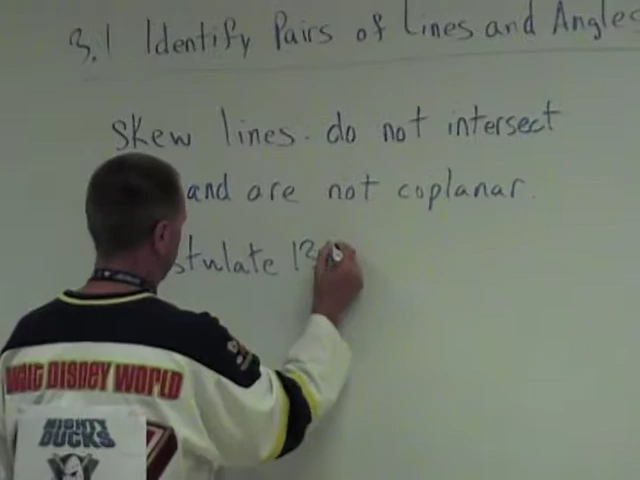 3.1 Identify Pairs of Lines and Angles
Skew lines. do not intersect
and are not coplanar.
stulate 13
WALT DISNEY WORLD
MIGHTY
DUCKS